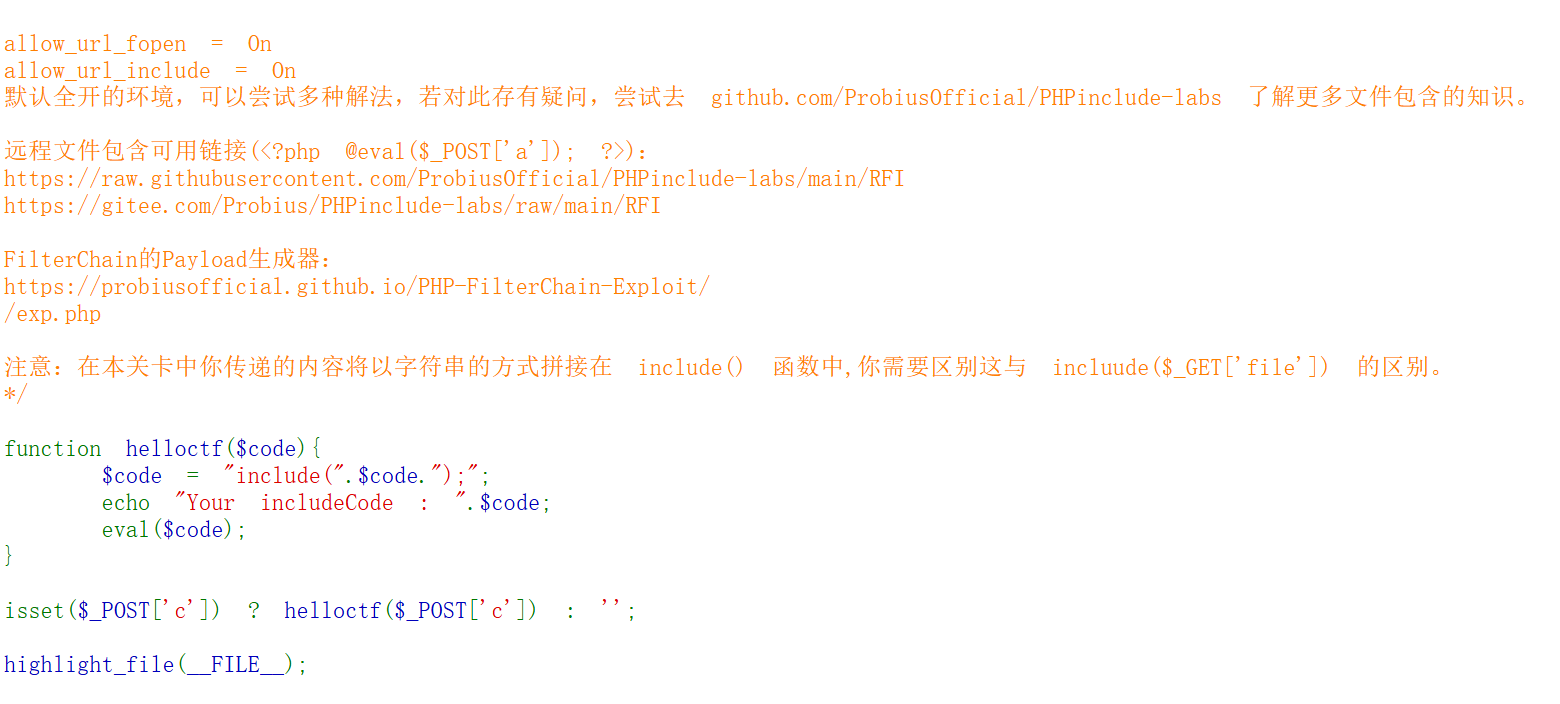 allow_url_fopen = On
allow_url_include = On
默认全开的环境，可以尝试多种解法，若对此存有疑问，尝试去 github.com/ProbiusOfficial/PHPinclude-labs 了解更多文件包含的知识。
远程文件包含可用链接(<?php @eval($_POST['a']); ?>)：
https://raw.githubusercontent.com/ProbiusOfficial/PHPinclude-labs/main/RFI
https://gitee.com/Probius/PHPinclude-labs/raw/main/RFI
FilterChain的Payload生成器：
https://probiusofficial.github.io/PHP-FilterChain-Exploit/
/exp.php
注意：在本关卡中你传递的内容将以字符串的方式拼接在 include() 函数中,你需要区别这与 incluude($_GET['file']) 的区别。
*/
function helloctf($code){
$code = "include(".$code.");";
echo "Your includeCode : ".$code;
eval($code);
}
isset($_POST['c']) ? helloctf($_POST['c']) : '';
highlight_file(__FILE__);